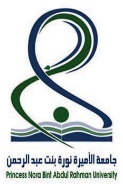 جامعة الأميرة نورة بنت عبد الرحمن
Princess Nora Bint Abdul Rahman University